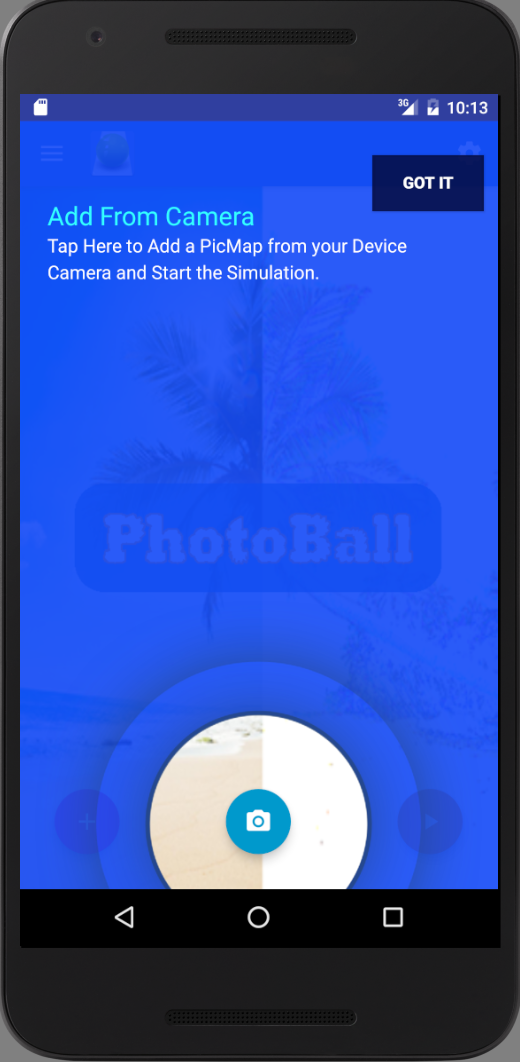 3G 10:13
GOT IT
Add From Camera
Tap Here to Add a PicMap from your Device
Camera and Start the Simulation.
PhotoBall